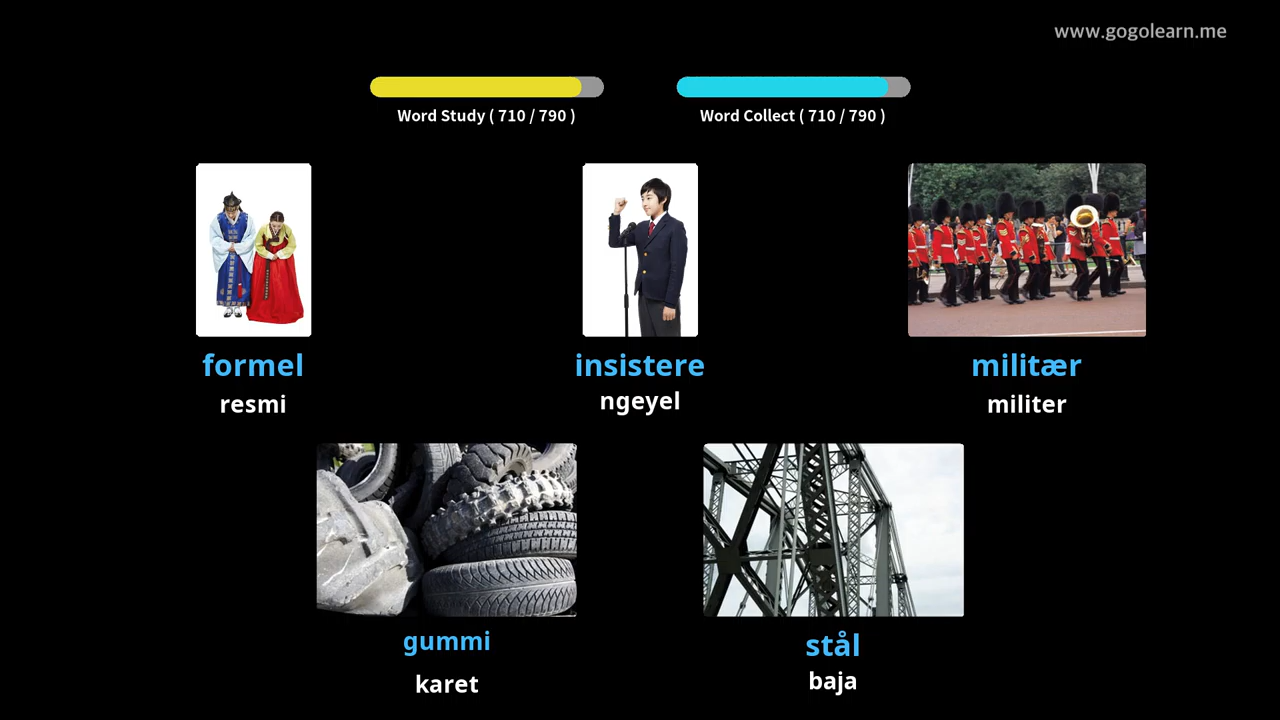 www.gogolearn.me
Word Study ( 710 / 790 )
Word Collect ( 710 / 790 )
formel
resmi
insistere
ngeyel
militær
militer
gummi
karet
stål
baja